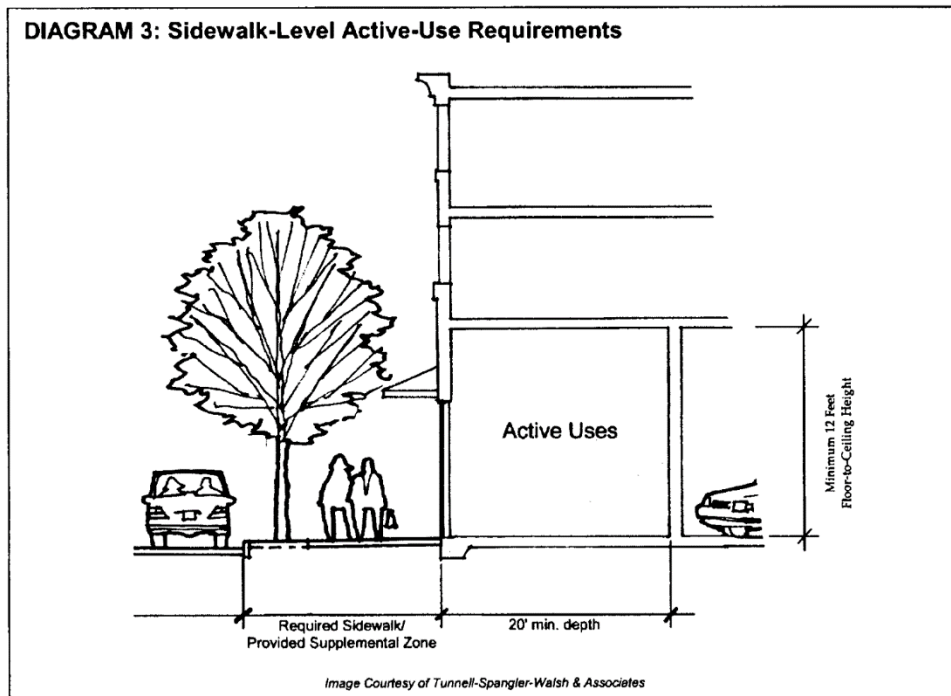 DIAGRAM 3: Sidewalk-Level Active-Use Requirements
Active Uses
Minimum 12 Feet
Floor-to-Ceiling Height
Required Sidewalk/
Provided Supplemental Zone
20' min. depth
Image Courtesy of Tunnell-Spangler-Walsh & Associates